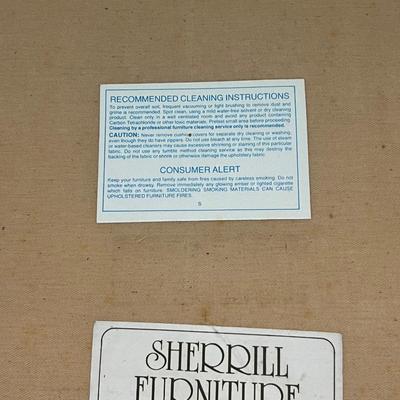 RECOMMENDED CLEANING INSTRUCTIONS
To prevent overall soil, frequent vacuuming or light brushing to remove dust and
grime is recommended. Spot clean, using a mild water-free solvent or dry cleaning
product. Clean only in a well ventilated room and avoid any product containing
Carbon Tetrachloride or other toxic materials. Pretest small area before proceeding.
Cleaning by a professional furniture cleaning service only is recommended.
CAUTION: Never remove cushion covers for separate dry cleaning or washing,
even though they do have zippers. Do not use bleach at any time. The use of steam
or water-based cleaners may cause excessive shrinking or staining of this particular
fabric. Do not use any tumble method cleaning service as this may destroy the
backing of the fabric or shrink or otherwise damage the upholstery fabric.
CONSUMER ALERT
Keep your furniture and family safe from fires caused by careless smoking. Do not
smoke when drowsy. Remove immediately any glowing ember or lighted cigarette
which falls on furniture. SMOLDERING SMOKING MATERIALS CAN CAUSE
UPHOLSTERED FURNITURE FIRES.
S
SHERRILL
FURNITURE